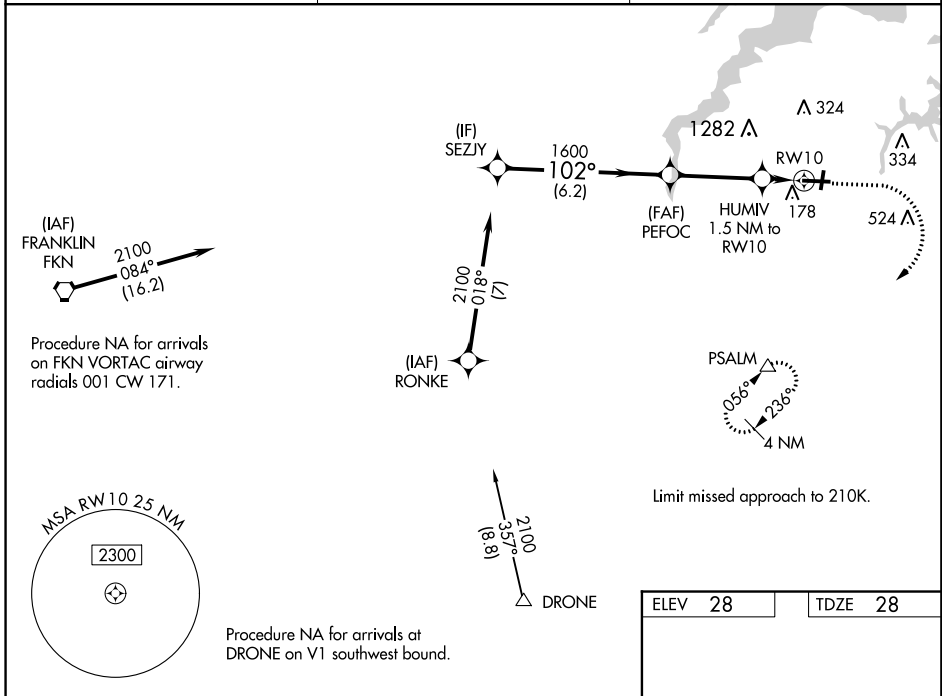 324
1282
334
(IF)
SEZJY
1600
102°
(6.2)
RW10
(FAF)
PEFOC
HUMIV
1.5 NM to
RW10
178
524
(IAF)
FRANKLIN
FKN
2100
084°
(16.2)
2100
018°
(7)
Procedure NA for arrivals
on FKN VORTAC airway
radials 001 CW 171.
(IAF)
RONKE
PSALM
056°
236°
4 NM
Limit missed approach to 210K.
MSA RW10 25 NM
2300
2100
357°
(8.8)
DRONE
Procedure NA for arrivals at
DRONE on V1 southwest bound.
ELEV 28
TDZE 28